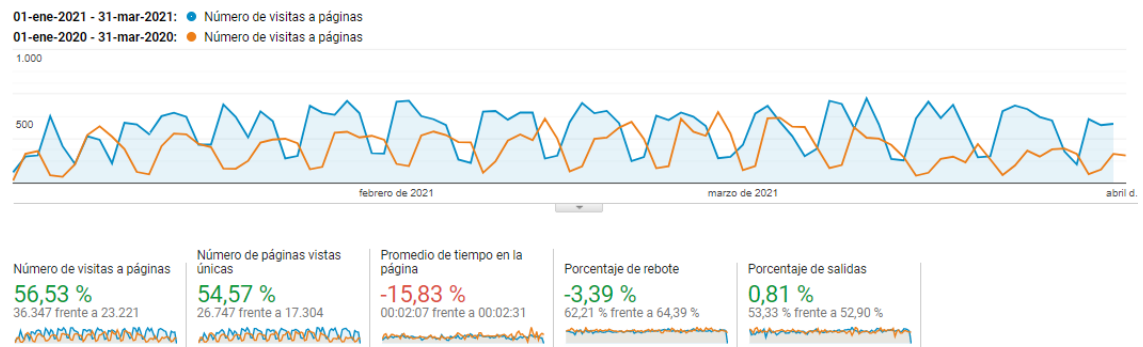 01-ene-2021 - 31-mar-2021: Número de visitas a páginas
01-ene-2020 - 31-mar-2020: Número de visitas a páginas
1.000
500
febrero de 2021 marzo de 2021 abril d.
Número de visitas a páginas
56,53 %
36.347 frente a 23.221
Número de páginas vistas
únicas
54,57 %
26.747 frente a 17.304
Promedio de tiempo en la
página
-15,83 %
00:02:07 frente a 00:02:31
Porcentaje de rebote
-3,39 %
62,21 % frente a 64,39 %
Porcentaje de salidas
0,81 %
53,33 % frente a 52,90 %